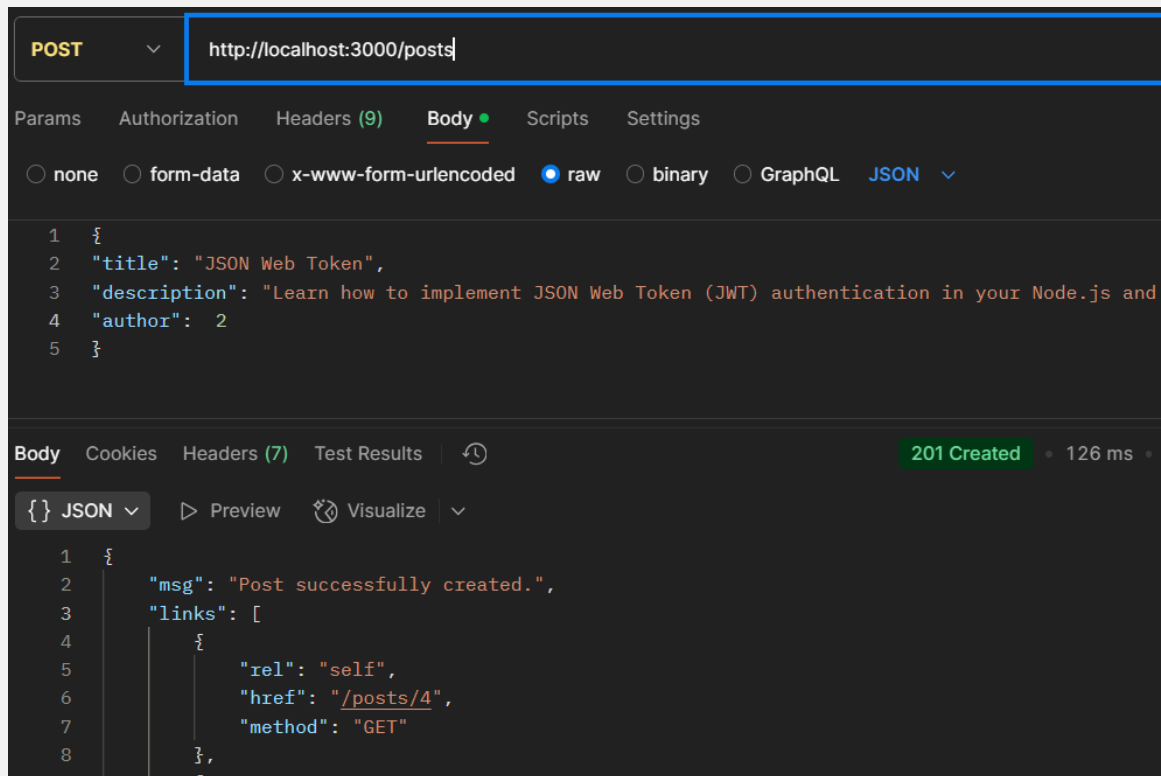 POST http://localhost:3000/posts
Params Authorization Headers (9) Body Scripts Settings
none form-data x-www-form-urlencoded raw binary GraphQL JSON
1 {
2 "title": "JSON Web Token",
3 "description": "Learn how to implement JSON Web Token (JWT) authentication in your Node.js and
4 "author":  2
5 }
Body Cookies Headers (7) Test Results 201 Created • 126 ms •
{} JSON Preview Visualize
1 {
2 "msg": "Post successfully created.",
3 "links": [
4 {
5 "rel": "self",
6 "href": "/posts/4",
7 "method": "GET"
8 },